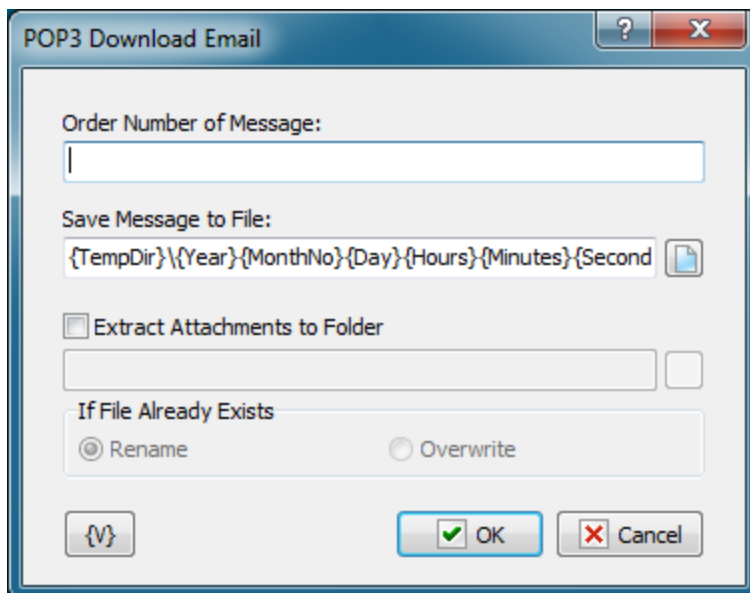 POP3 Download Email
?
Order Number of Message:
Save Message to File:
{TempDir}\{Year}{MonthNo}{Day}{Hours}{Minutes}{Second
Extract Attachments to Folder
If File Already Exists
Rename Overwrite
{V} OK Cancel